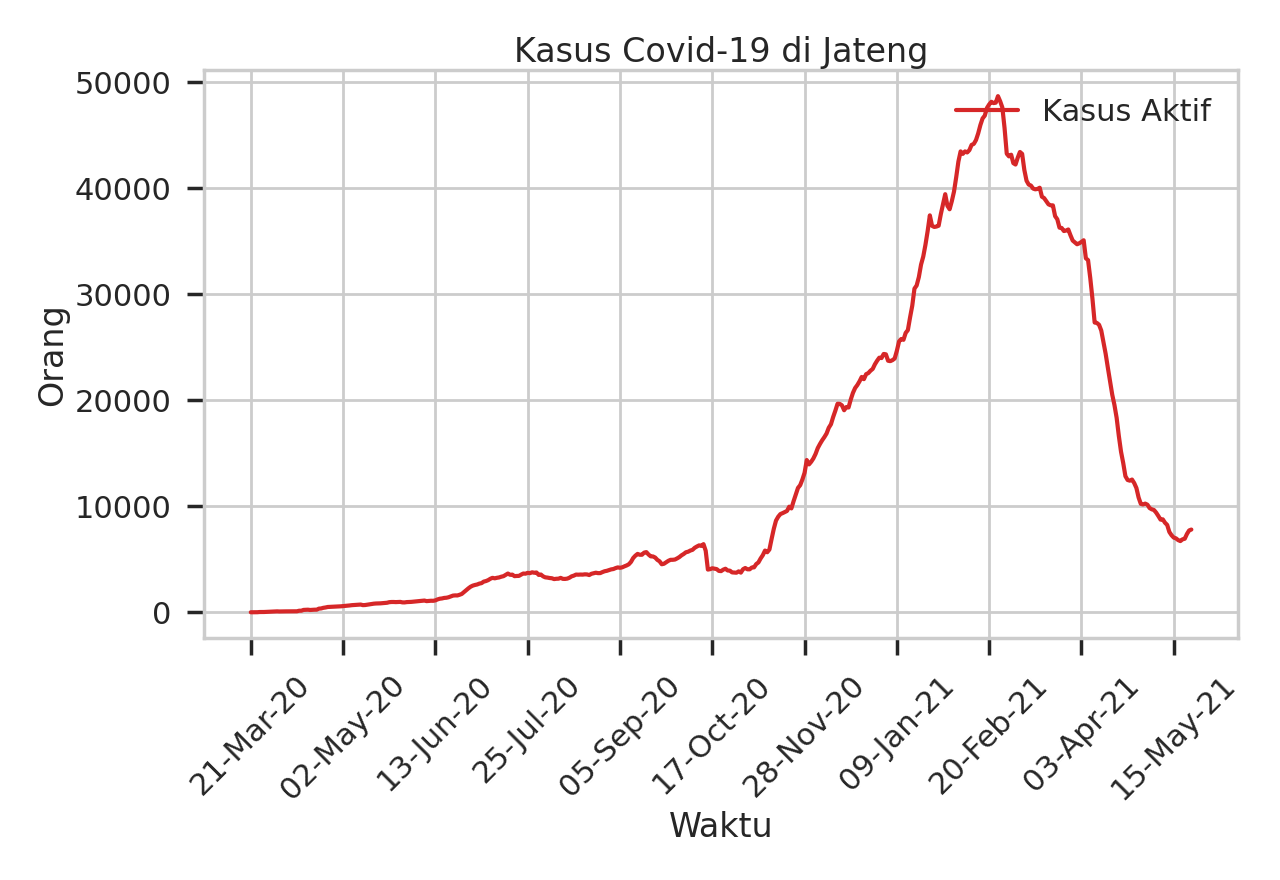 Kasus Covid-19 di Jateng
Kasus Aktif
Orang
50000
40000
30000
20000
10000
0
21-Mar-20
02-May-20
13-Jun-20
25-Jul-20
05-Sep-20
17-Oct-20
28-Nov-20
09-Jan-21
20-Feb-21
03-Apr-21
15-May-21
Waktu